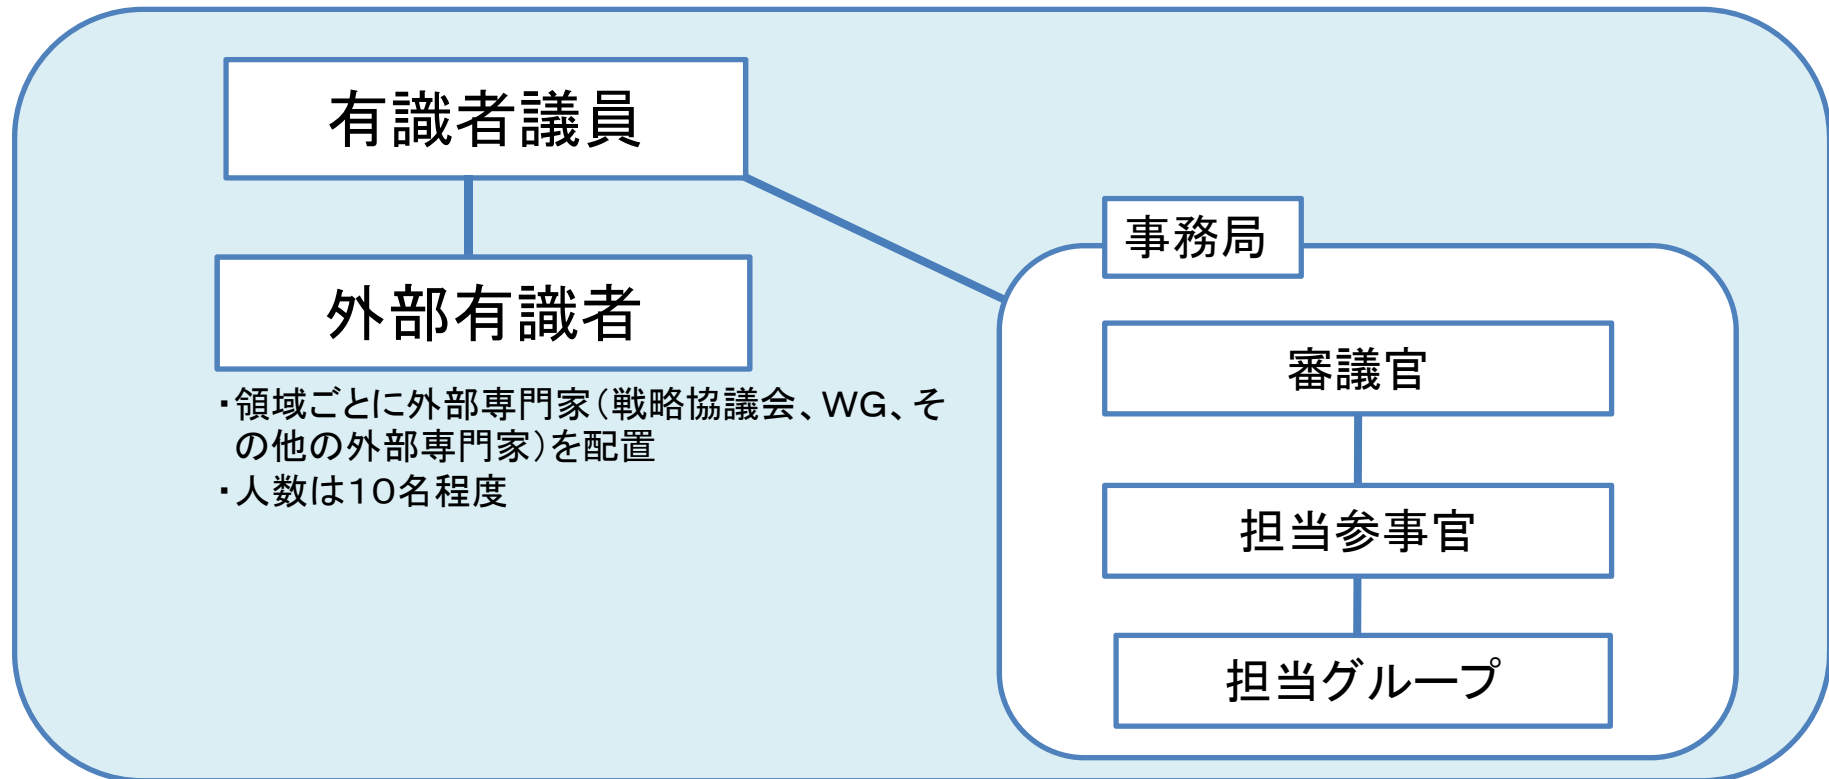 有識者議員
外部有識者
・領域ごとに外部専門家(戦略協議会、WG、そ
の他の外部専門家)を配置
・人数は10名程度
事務局
審議官
担当参事官
担当グループ